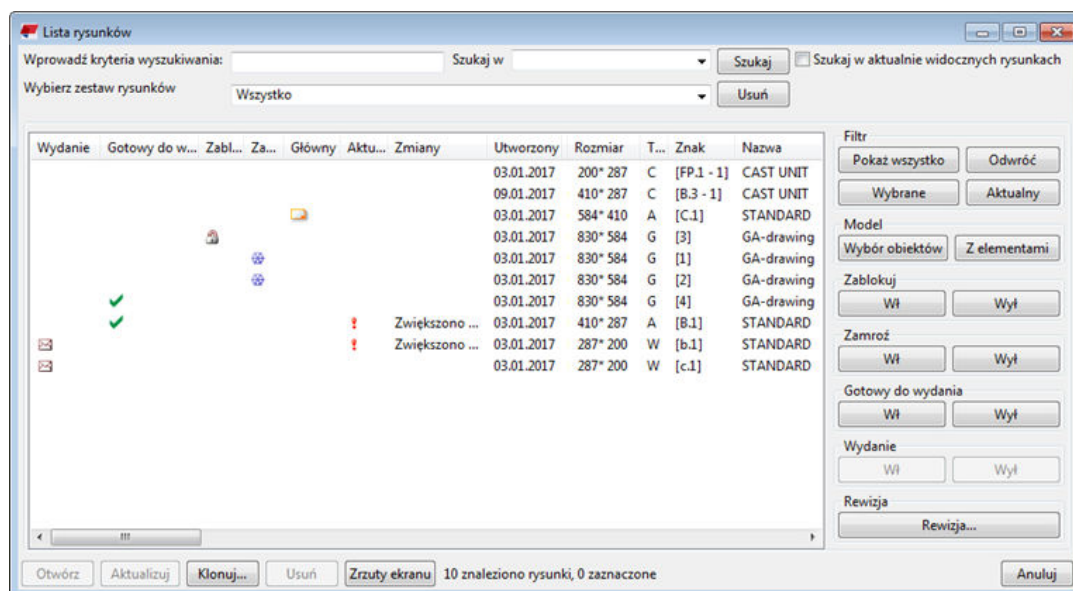 Lista rysunków
Wprowadź kryteria wyszukiwania: Szukaj w Szukaj Szukaj w aktualnie widocznych rysunkach
Wybierz zestaw rysunków Wszystko Usuń
Wydanie Gotowy do w... Zabl... Za... Główny Aktu... Zmiany Utworzony Rozmiar T... Znak Nazwa
03.01.2017 200* 287 C [FP.1 - 1] CAST UNIT
09.01.2017 410* 287 C [B.3 - 1] CAST UNIT
03.01.2017 584* 410 A [C.1] STANDARD
03.01.2017 830* 584 G [3] GA-drawing
03.01.2017 830* 584 G [1] GA-drawing
03.01.2017 830* 584 G [2] GA-drawing
03.01.2017 830* 584 G [4] GA-drawing
Zwiększono ... 03.01.2017 410* 287 A [B.1] STANDARD
Zwiększono ... 03.01.2017 287* 200 W [b.1] STANDARD
03.01.2017 287* 200 W [c.1] STANDARD
Filtr
Pokaż wszystko Odwróć
Wybrane Aktualny
Model
Wybór obiektów Z elementami
Zablokuj
Wł Wył
Zamroź
Wł Wył
Gotowy do wydania
Wł Wył
Wydanie
Wł Wył
Rewizja
Rewizja...
Otwórz Aktualizuj Klonuj... Usuń Zrzuty ekranu 10 znaleziono rysunki, 0 zaznaczone Anuluj